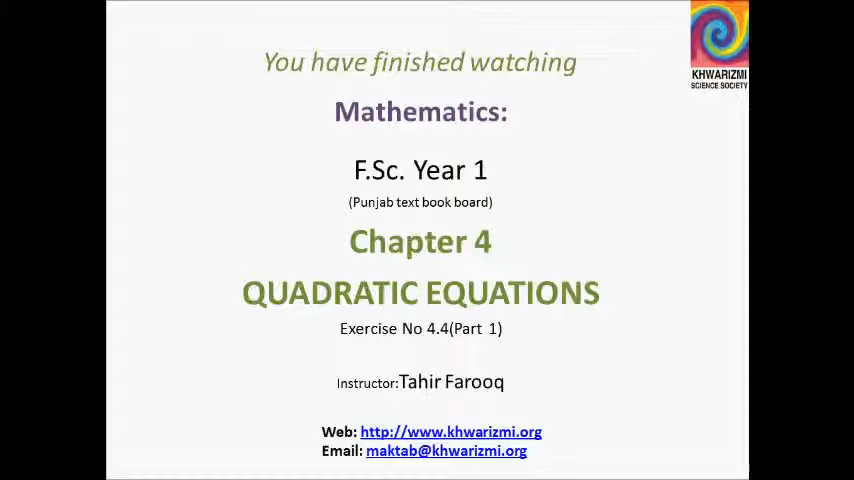 KHWARIZMI
SCIENCE SOCIETY
You have finished watching
Mathematics:
F.Sc. Year 1
(Punjab text book board)
Chapter 4
QUADRATIC EQUATIONS
Exercise No 4.4(Part 1)
Instructor:Tahir Farooq
Web: http://www.khwarizmi.org
Email: maktab@khwarizmi.org